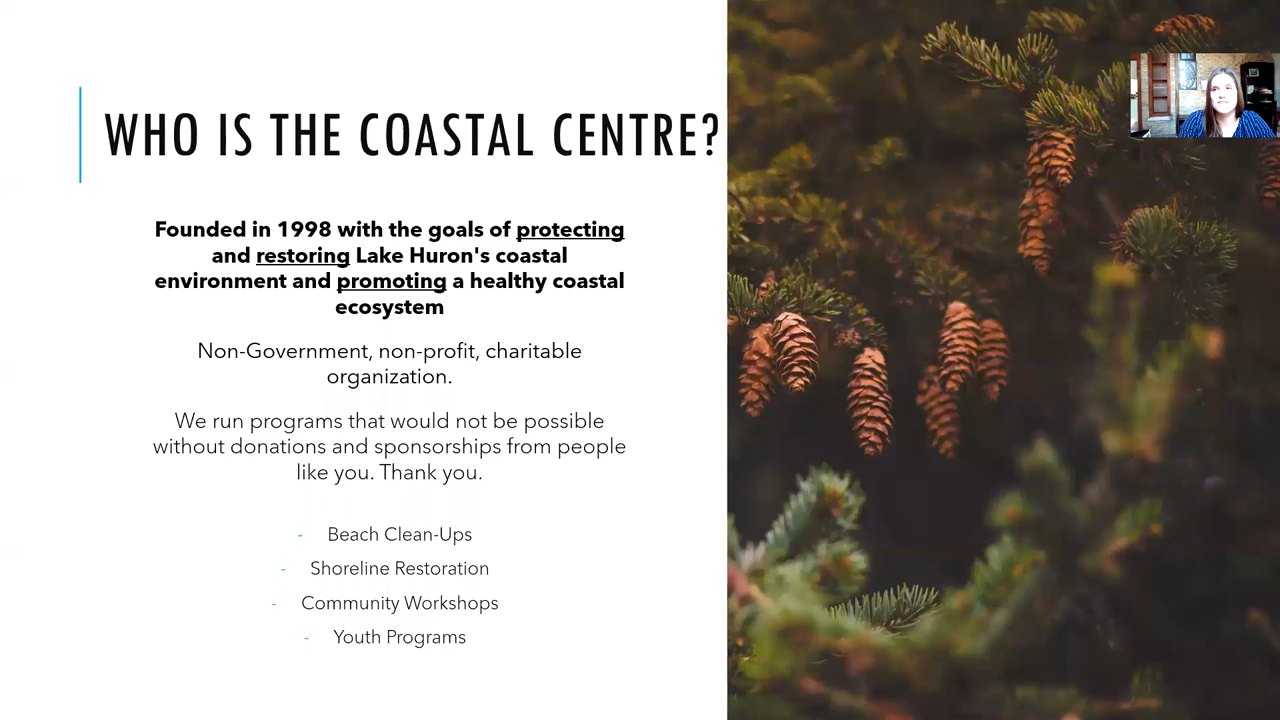 WHO IS THE COASTAL CENTRE?
Founded in 1998 with the goals of protecting
and restoring Lake Huron's coastal
environment and promoting a healthy coastal
ecosystem
Non-Government, non-profit, charitable
organization.
We run programs that would not be possible
without donations and sponsorships from people
like you. Thank you.
- Beach Clean-Ups
- Shoreline Restoration
- Community Workshops
- Youth Programs